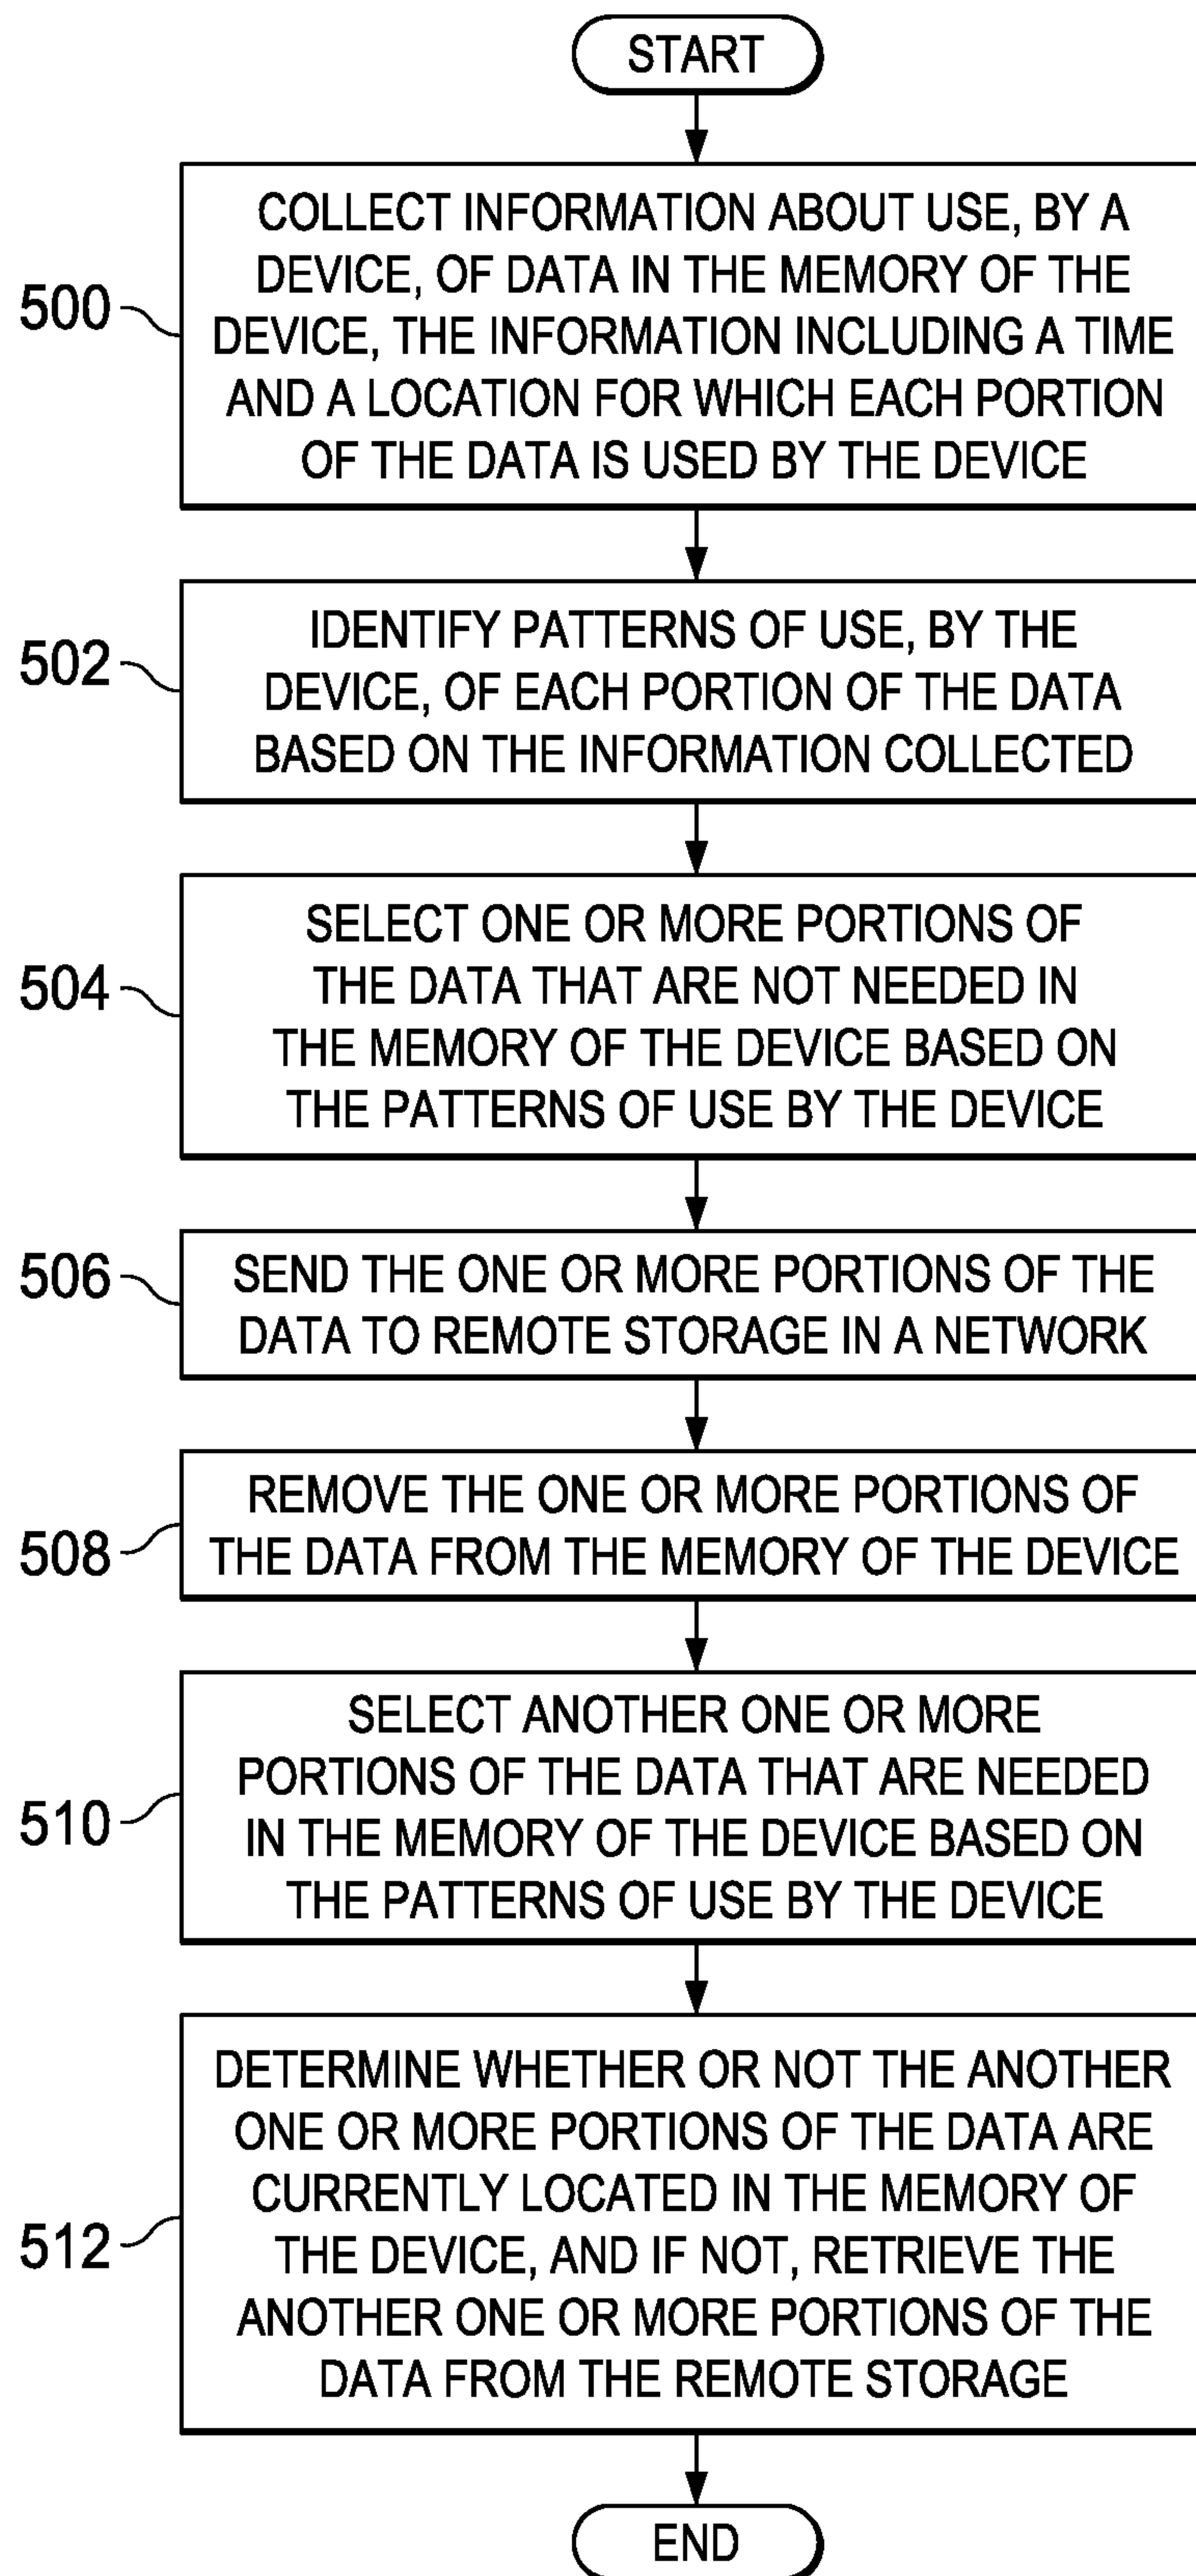 START
500
COLLECT INFORMATION ABOUT USE, BY A
DEVICE, OF DATA IN THE MEMORY OF THE
DEVICE, THE INFORMATION INCLUDING A TIME
AND A LOCATION FOR WHICH EACH PORTION
OF THE DATA IS USED BY THE DEVICE
502
IDENTIFY PATTERNS OF USE, BY THE
DEVICE, OF EACH PORTION OF THE DATA
BASED ON THE INFORMATION COLLECTED
504
SELECT ONE OR MORE PORTIONS OF
THE DATA THAT ARE NOT NEEDED IN
THE MEMORY OF THE DEVICE BASED ON
THE PATTERNS OF USE BY THE DEVICE
506
SEND THE ONE OR MORE PORTIONS OF THE
DATA TO REMOTE STORAGE IN A NETWORK
508
REMOVE THE ONE OR MORE PORTIONS OF
THE DATA FROM THE MEMORY OF THE DEVICE
510
SELECT ANOTHER ONE OR MORE
PORTIONS OF THE DATA THAT ARE NEEDED
IN THE MEMORY OF THE DEVICE BASED ON
THE PATTERNS OF USE BY THE DEVICE
512
DETERMINE WHETHER OR NOT THE ANOTHER
ONE OR MORE PORTIONS OF THE DATA ARE
CURRENTLY LOCATED IN THE MEMORY OF
THE DEVICE, AND IF NOT, RETRIEVE THE
ANOTHER ONE OR MORE PORTIONS OF THE
DATA FROM THE REMOTE STORAGE
END